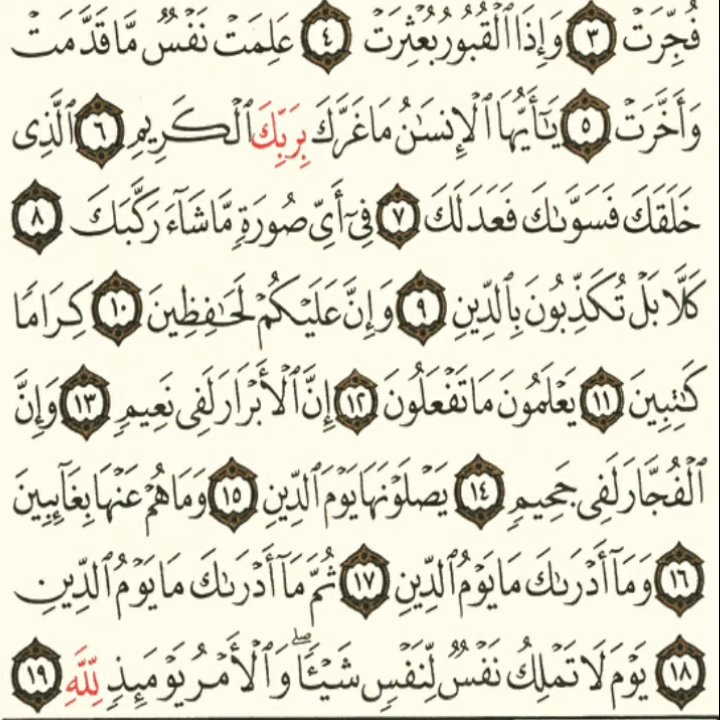 فُجِّرَتْ ٣ وَإِذَا ٱلْقُبُورُ بُعْثِرَتْ ٤ عَلِمَتْ نَفْسٌ مَّا قَدَّمَتْ
وَأَخَّرَتْ ٥ يَٰٓأَيُّهَا ٱلْإِنسَٰنُ مَا غَرَّكَ بِرَبِّكَ ٱلْكَرِيمِ ٦ ٱلَّذِى
خَلَقَكَ فَسَوَّىٰكَ فَعَدَلَكَ ٧ فِىٓ أَىِّ صُورَةٍ مَّا شَآءَ رَكَّبَكَ ٨
كَلَّا بَلْ تُكَذِّبُونَ بِٱلدِّينِ ٩ وَإِنَّ عَلَيْكُمْ لَحَٰفِظِينَ ١٠ كِرَامًا
كَٰتِبِينَ ١١ يَعْلَمُونَ مَا تَفْعَلُونَ ١٢ إِنَّ ٱلْأَبْرَارَ لَفِى نَعِيمٍ ١٣ وَإِنَّ
ٱلْفُجَّارَ لَفِى جَحِيمٍ ١٤ يَصْلَوْنَهَا يَوْمَ ٱلدِّينِ ١٥ وَمَا هُمْ عَنْهَا بِغَآئِبِينَ
١٦ وَمَآ أَدْرَىٰكَ مَا يَوْمُ ٱلدِّينِ ١٧ ثُمَّ مَآ أَدْرَىٰكَ مَا يَوْمُ ٱلدِّينِ
١٨ يَوْمَ لَا تَمْلِكُ نَفْسٌ لِّنَفْسٍ شَيْـًٔا ۖ وَٱلْأَمْرُ يَوْمَئِذٍ لِّلَّهِ ١٩